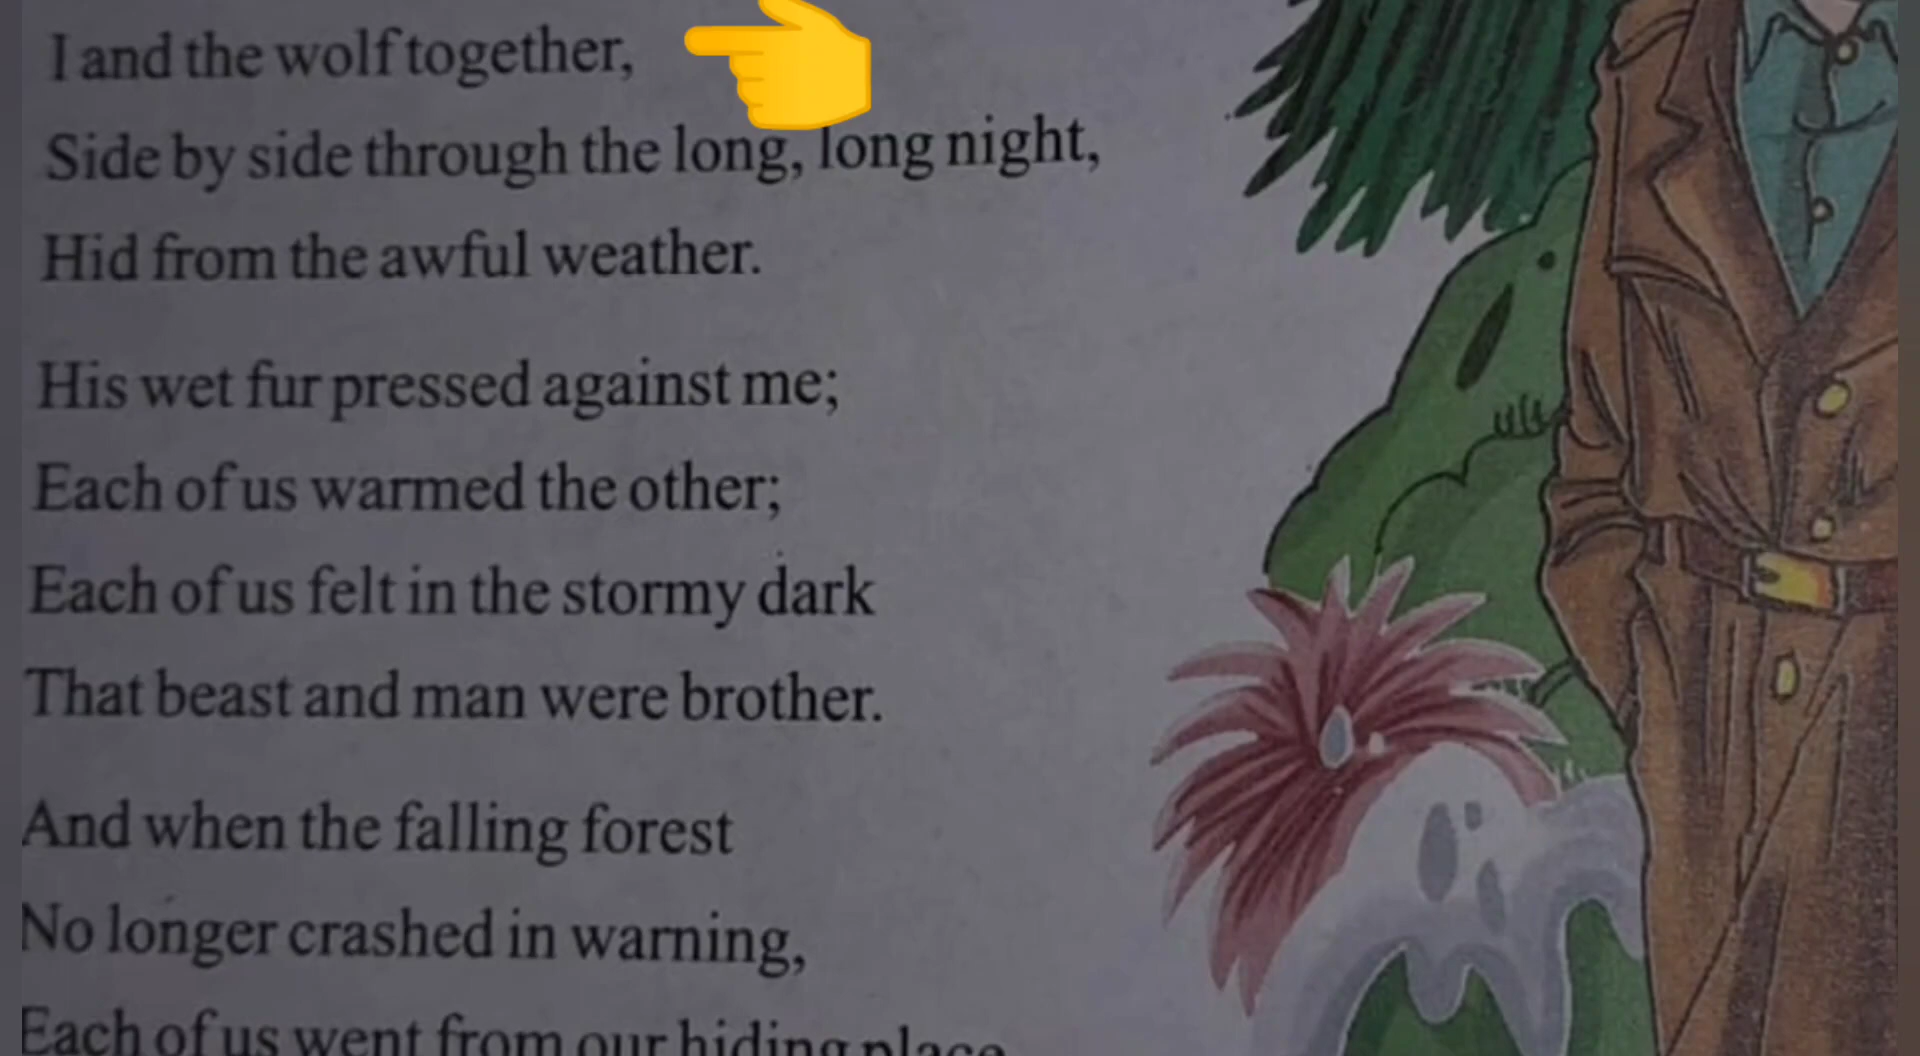 I and the wolf together,
Side by side through the long, long night,
Hid from the awful weather.
His wet fur pressed against me;
Each of us warmed the other;
Each of us felt in the stormy dark
That beast and man were brother.
And when the falling forest
No longer crashed in warning,
Each of us went from our hiding place